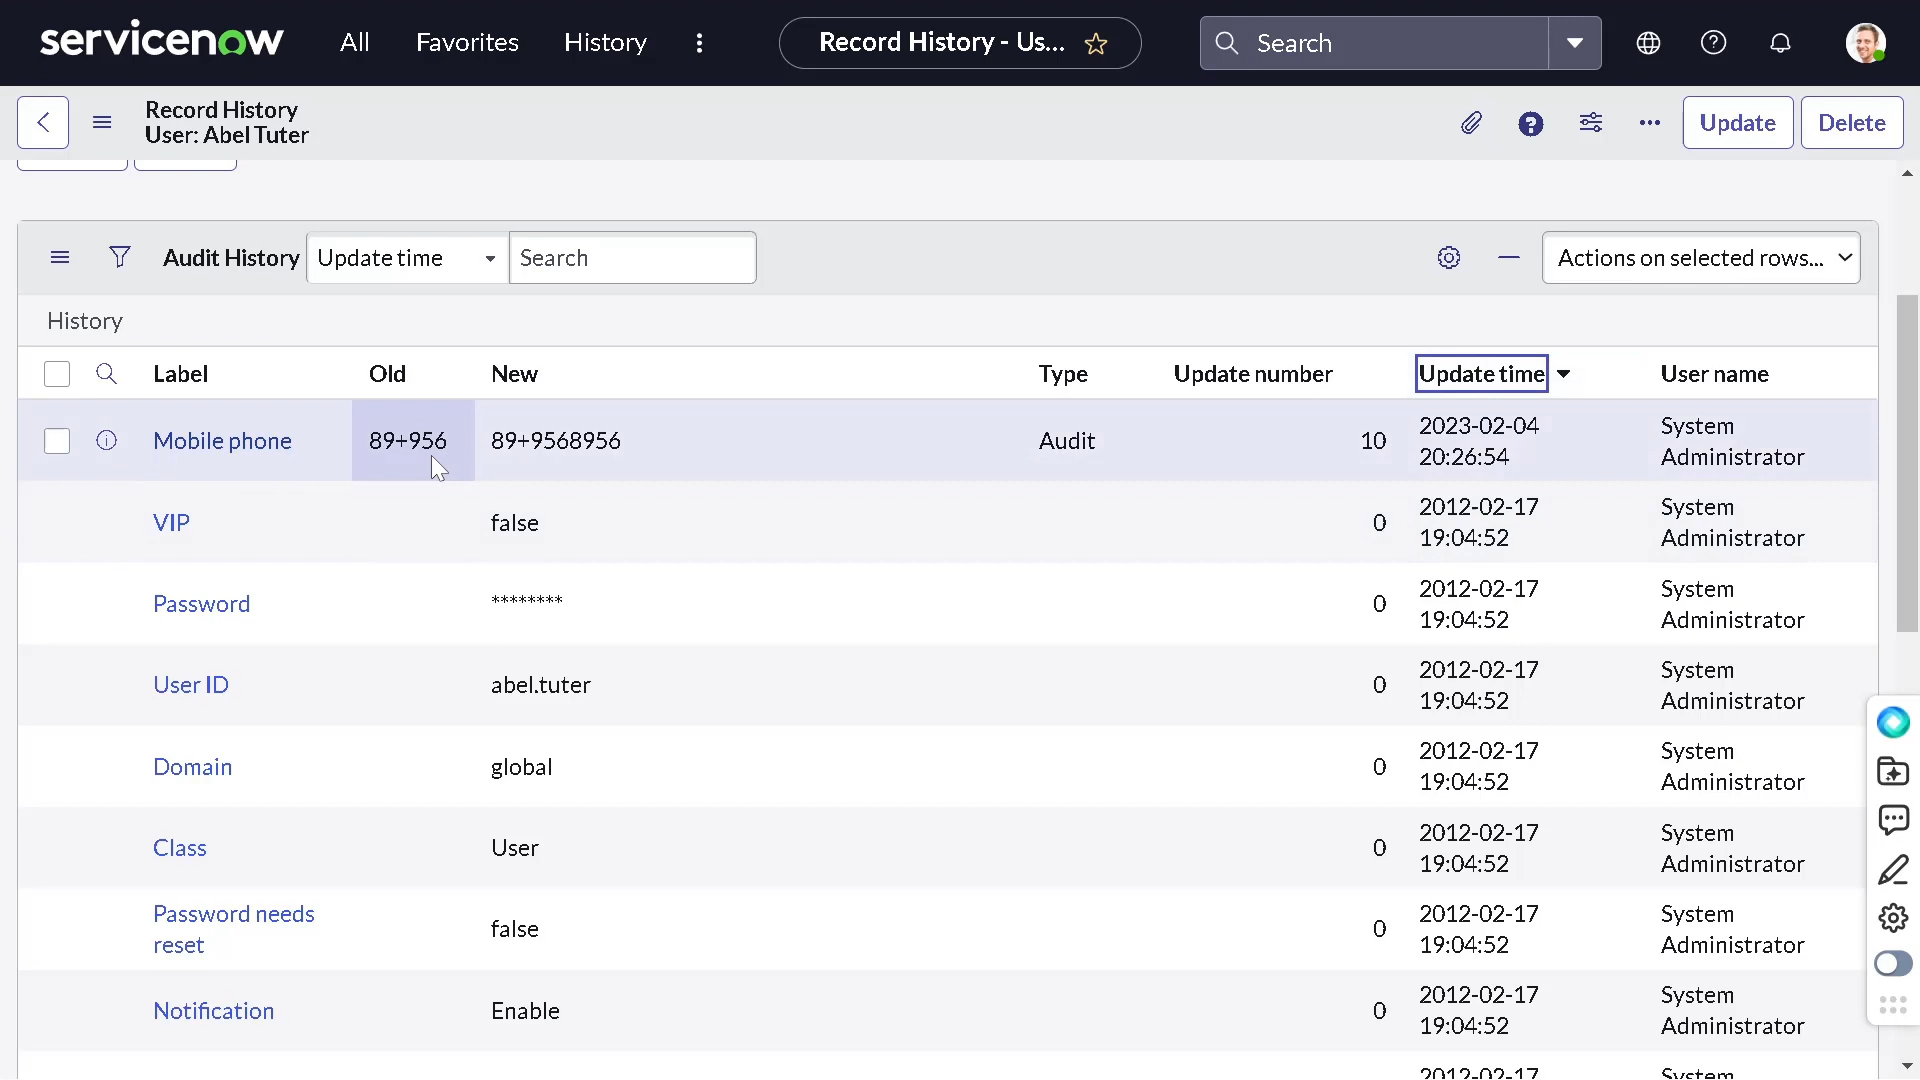 servicenow All Favorites History Record History - Us... Search
Record History
User: Abel Tuter
Update Delete
Audit History Update time Search Actions on selected rows...
History
Label Old New Type Update number Update time User name
Mobile phone 89+956 89+9568956 Audit 10 2023-02-04 20:26:54 System Administrator
VIP false 0 2012-02-17 19:04:52 System Administrator
Password ******** 0 2012-02-17 19:04:52 System Administrator
User ID abel.tuter 0 2012-02-17 19:04:52 System Administrator
Domain global 0 2012-02-17 19:04:52 System Administrator
Class User 0 2012-02-17 19:04:52 System Administrator
Password needs reset false 0 2012-02-17 19:04:52 System Administrator
Notification Enable 0 2012-02-17 19:04:52 System Administrator
2012-02-17 System